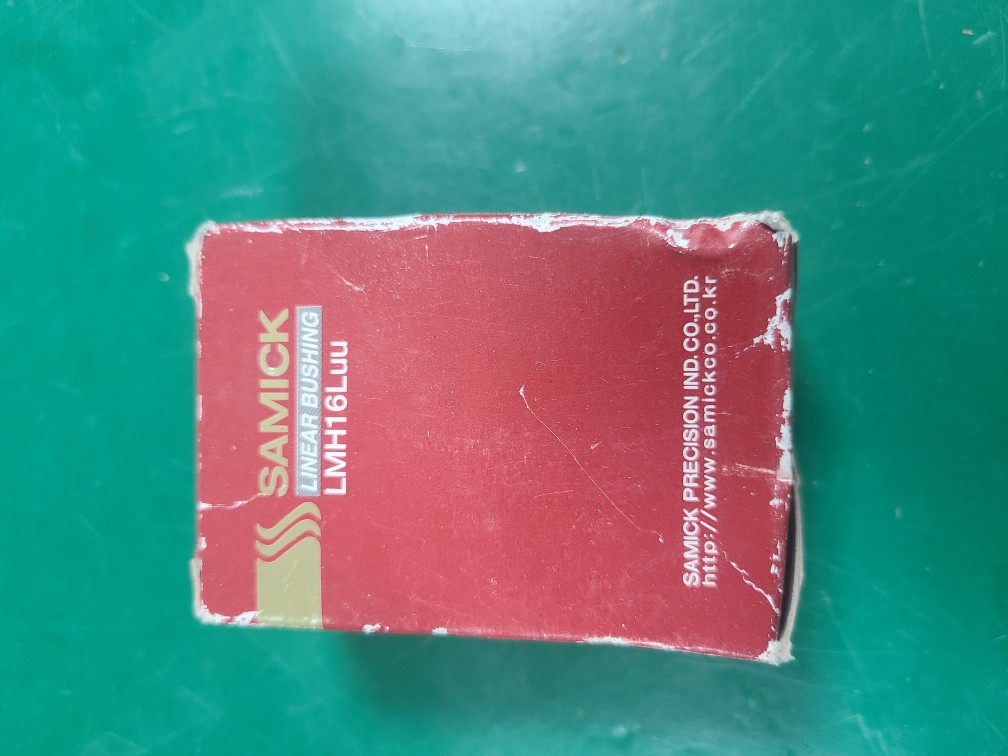 SAMICK
LINEAR BUSHING
LMH16Luu
SAMICK PRECISION IND. CO.,LTD.
http://www.samickco.co.kr